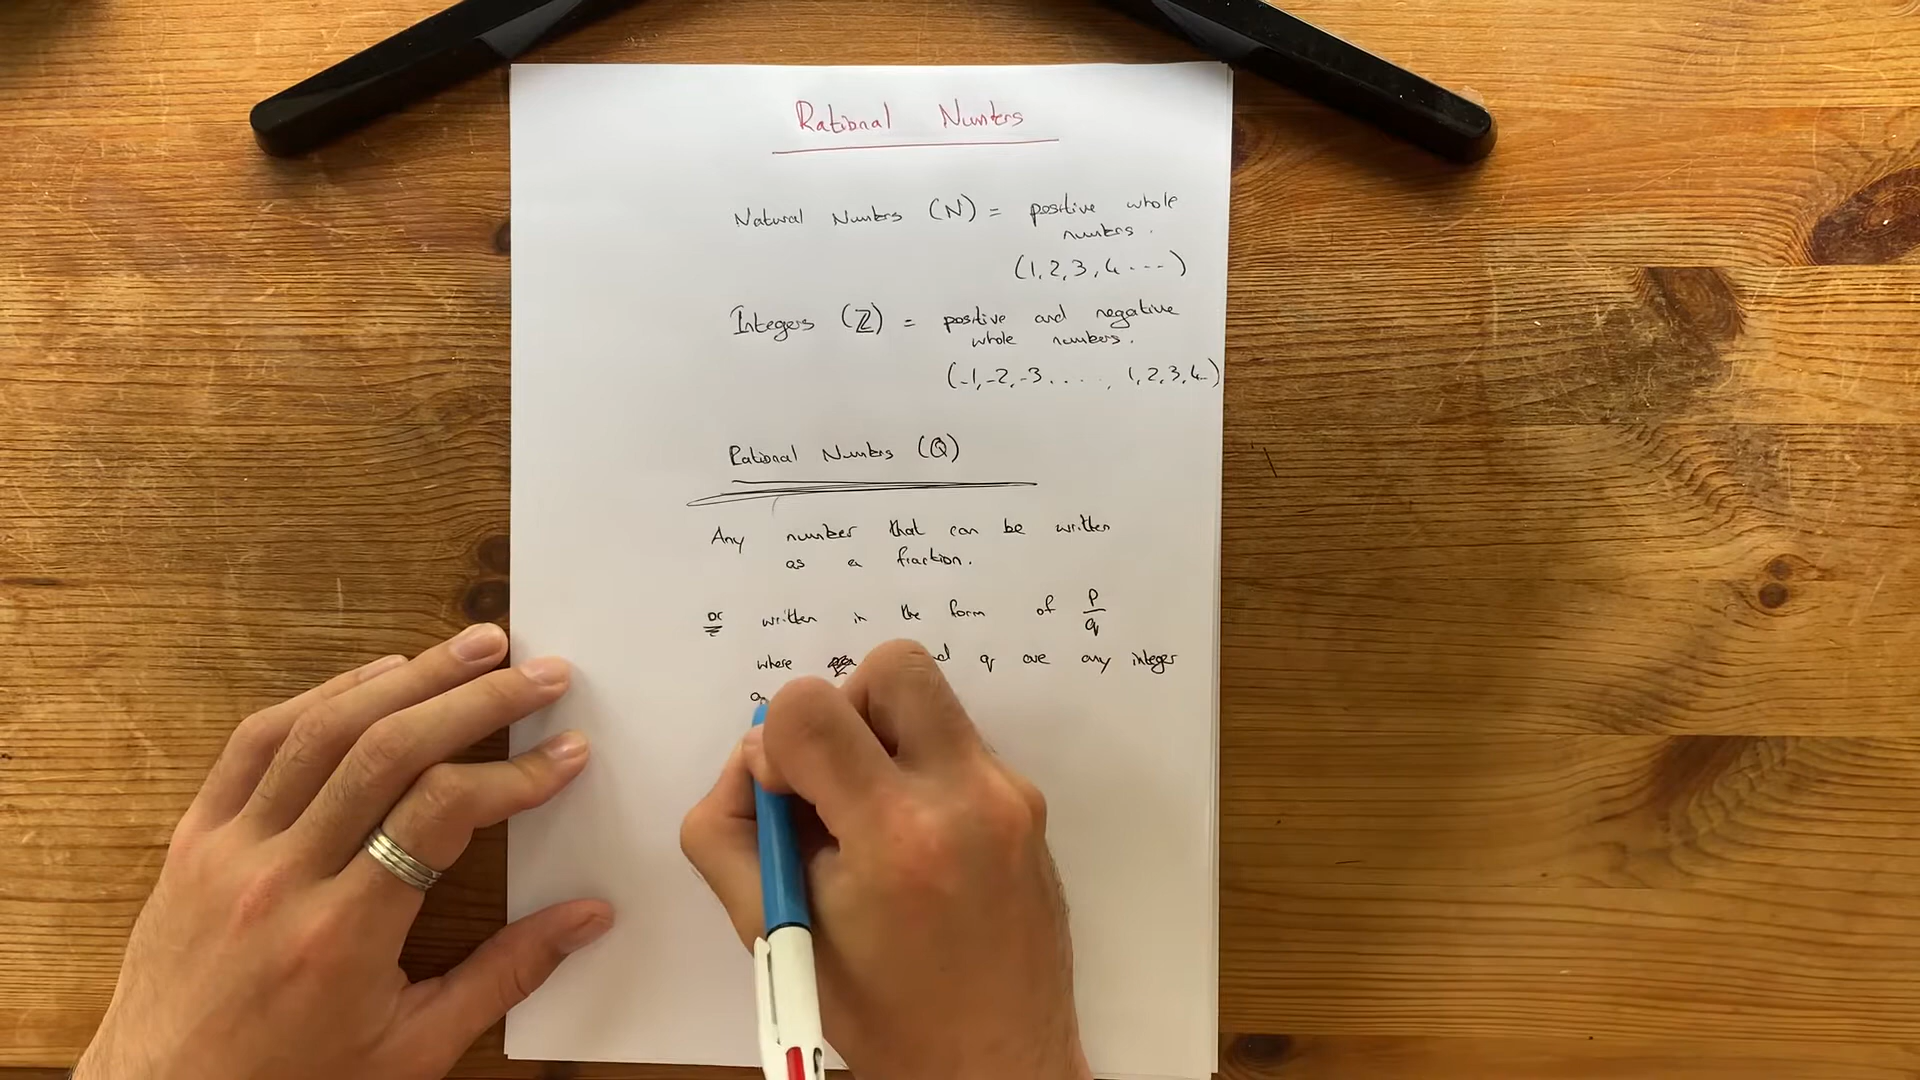 Rational Numbers
Natural Numbers (N) = positive whole
numbers.
(1, 2, 3, 4 ....)
Integers (ℤ) = positive and negative
whole numbers.
(-1, -2, -3 ...., 1, 2, 3, 4..)
Rational Numbers (Q)
Any number that can be written
as a fraction.
or written in the form of p/q
where q are any integer